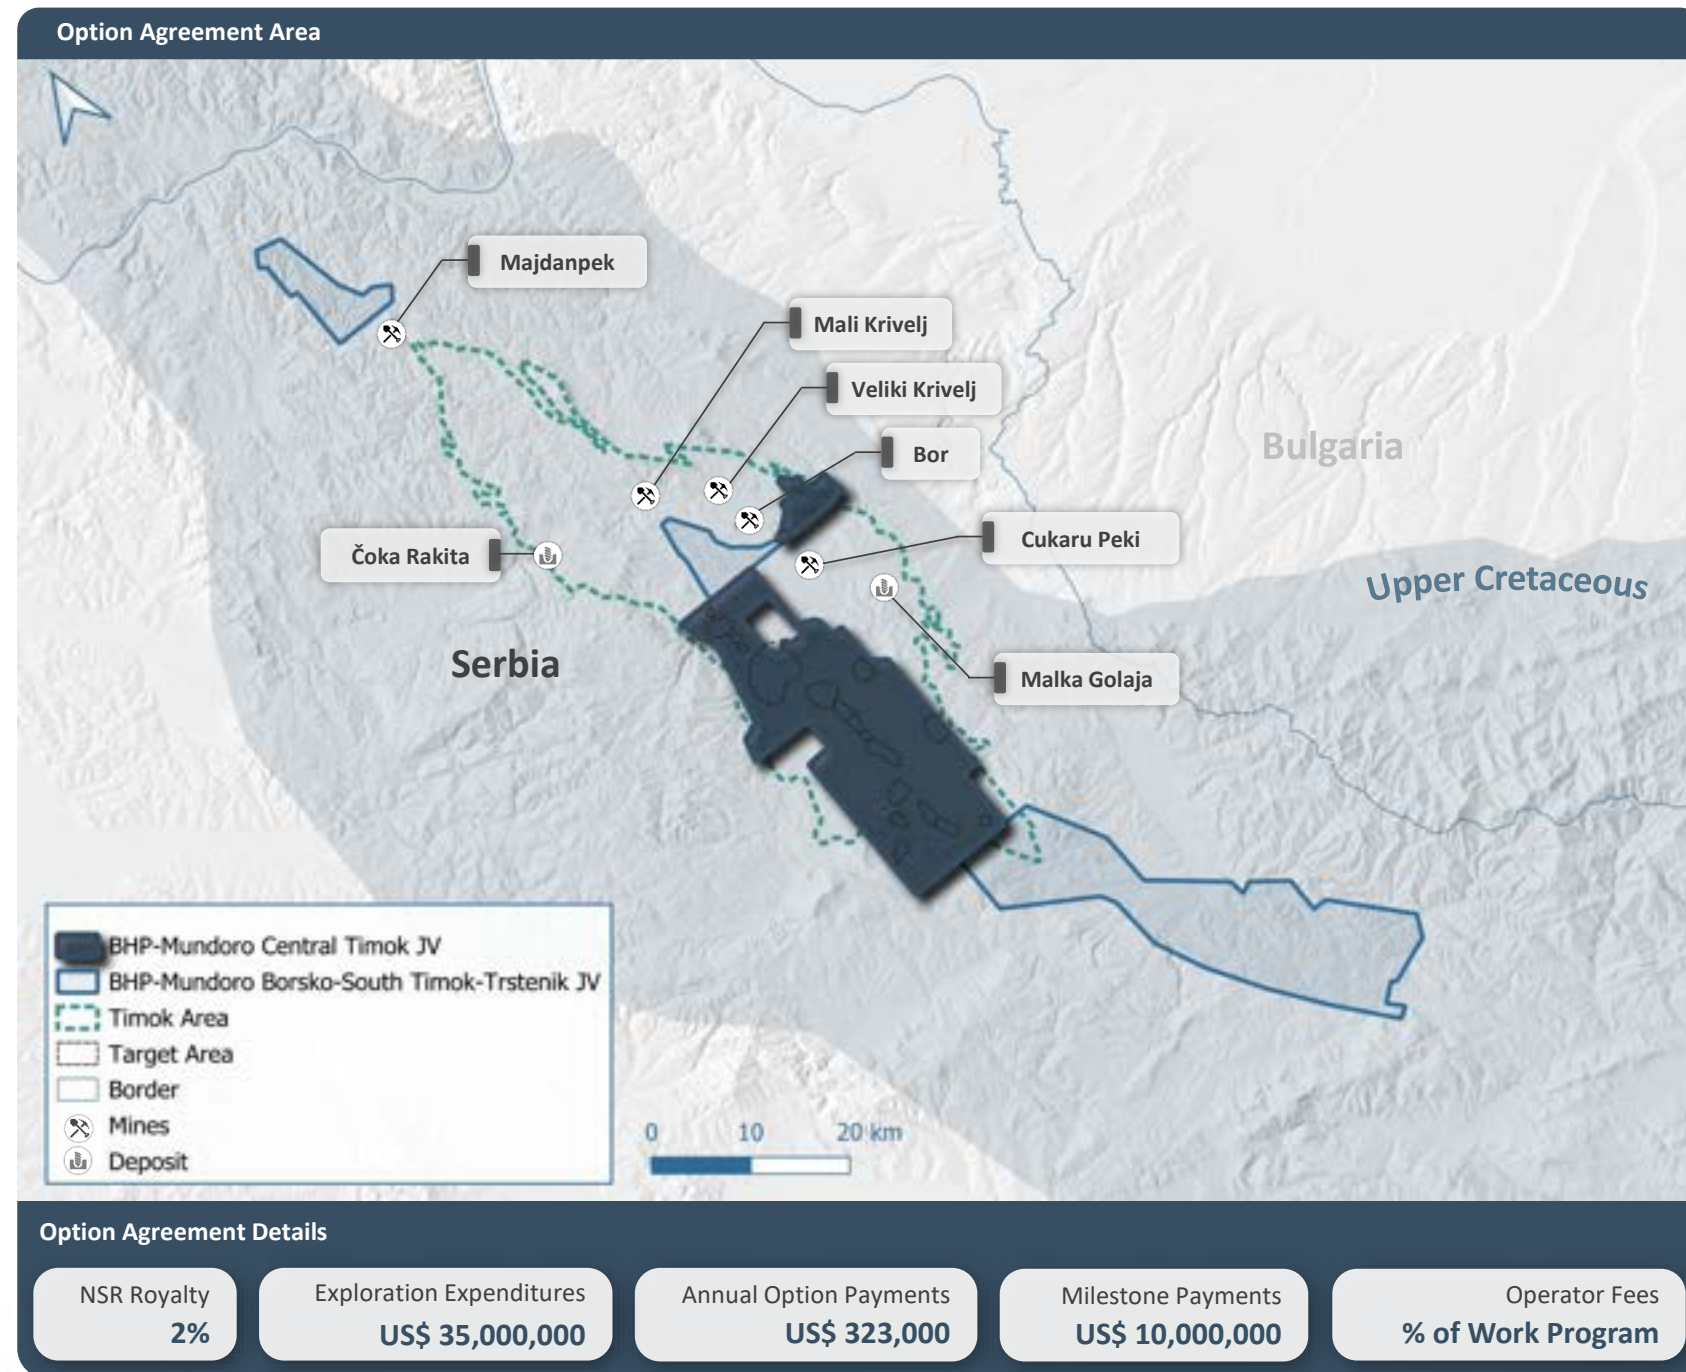 Option Agreement Area
Majdanpek
Mali Krivelj
Veliki Krivelj
Bor
Bulgaria
Čoka Rakita
Cukaru Peki
Upper Cretaceous
Serbia
Malka Golaja
BHP-Mundoro Central Timok JV
BHP-Mundoro Borsko-South Timok-Trstenik JV
Timok Area
Target Area
Border
Mines
Deposit
0 10 20 km
Option Agreement Details
NSR Royalty
2%
Exploration Expenditures
US$ 35,000,000
Annual Option Payments
US$ 323,000
Milestone Payments
US$ 10,000,000
Operator Fees
% of Work Program